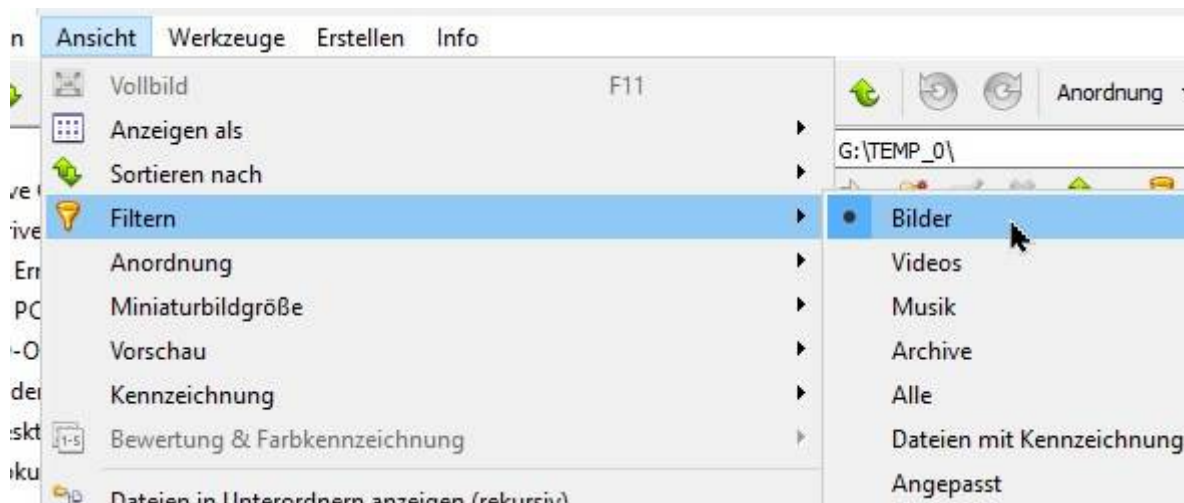 n Ansicht Werkzeuge Erstellen Info
Vollbild F11
Anordnung
Anzeigen als
G:\TEMP_0\
Sortieren nach
Filtern
Bilder
Anordnung
Videos
Miniaturbildgröße
Musik
Vorschau
Archive
Kennzeichnung
Alle
Bewertung & Farbkennzeichnung
Dateien mit Kennzeichnung
Dateien in Unterordnern anzeigen (rekursiv)
Angepasst